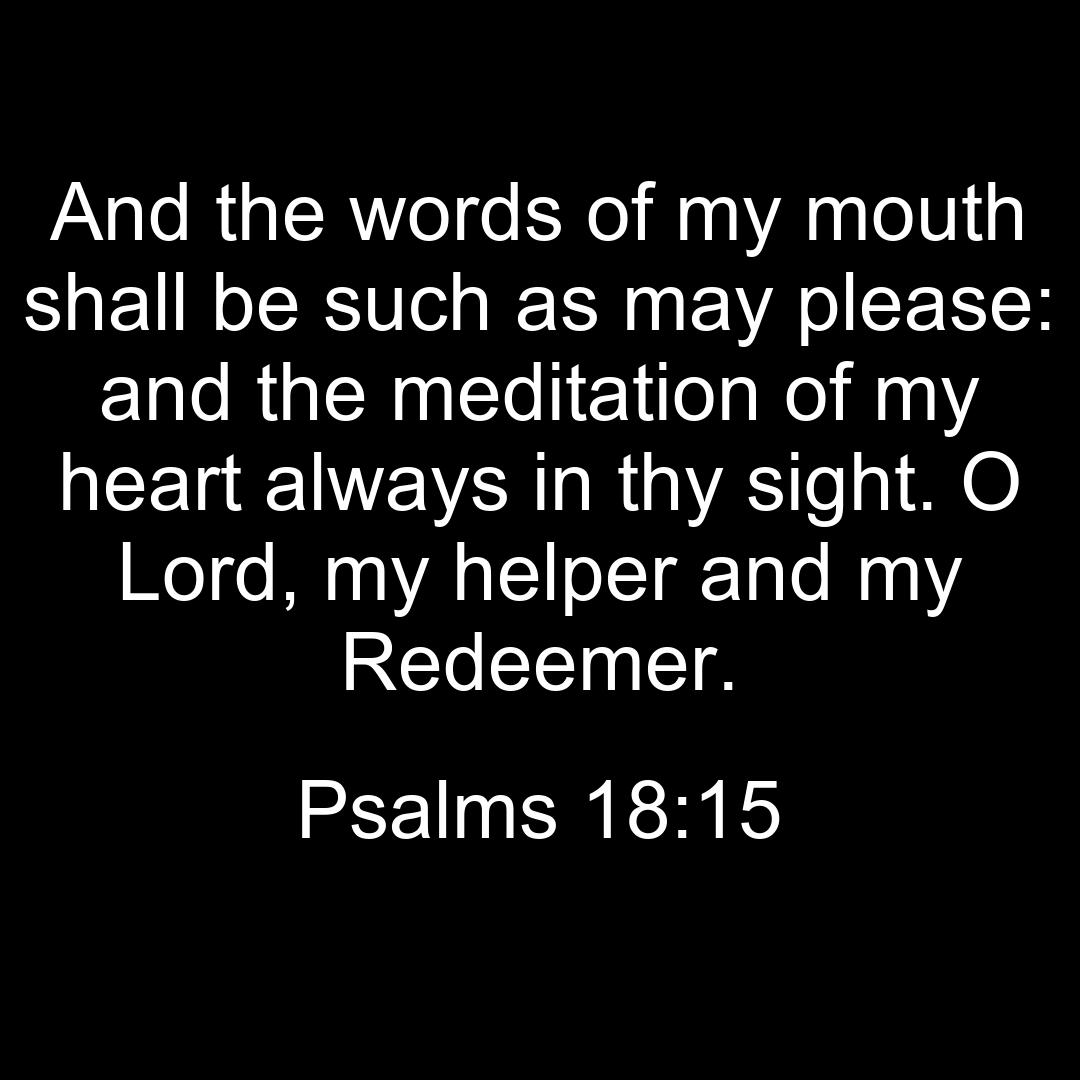 And the words of my mouth
shall be such as may please:
and the meditation of my
heart always in thy sight. O
Lord, my helper and my
Redeemer.
Psalms 18:15